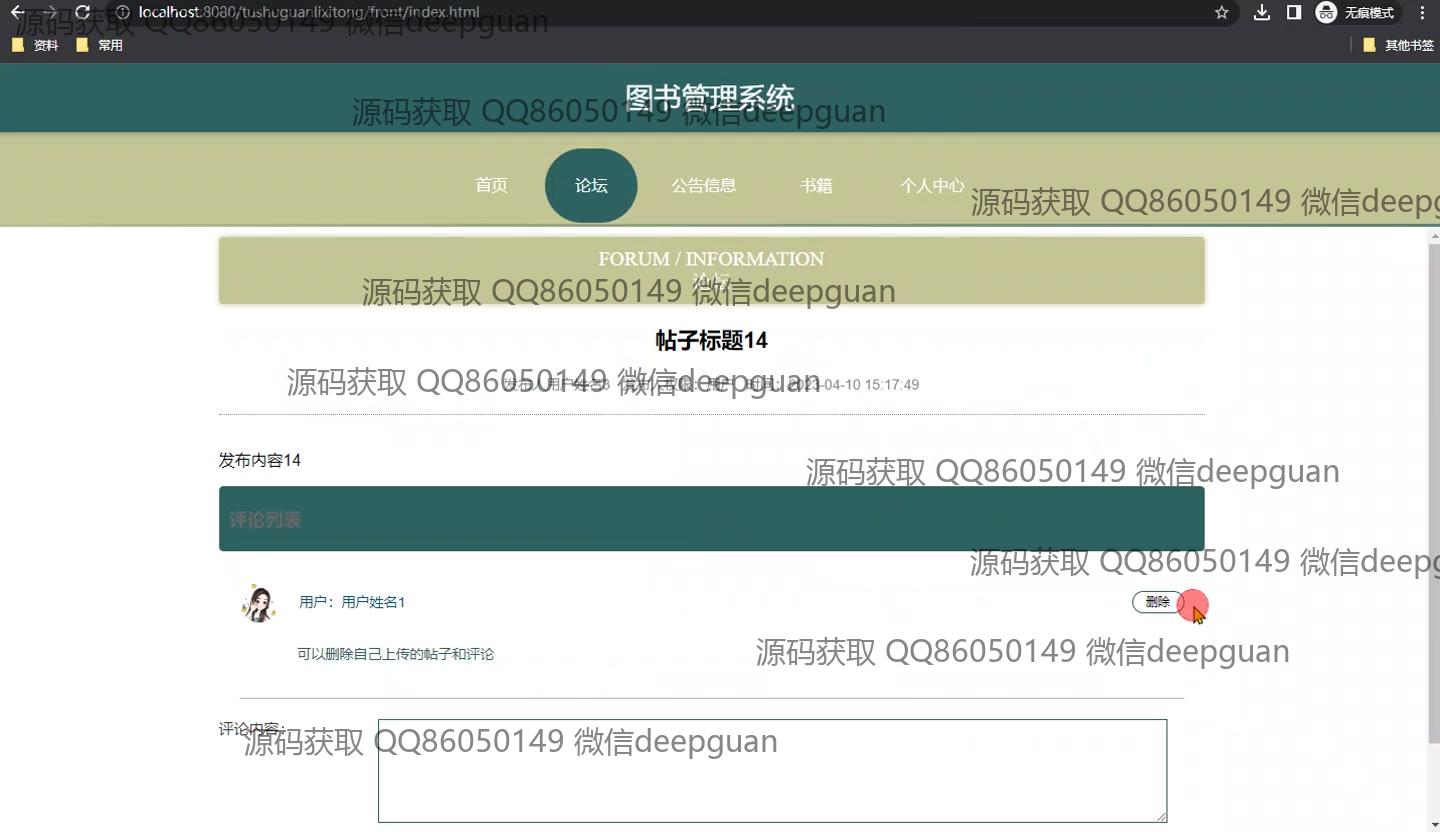 localhost:8080/tushuguanlixitong/front/index.html
无痕模式
源码获取 QQ86050149 微信deepguan
资料
常用
其他书签
图书管理系统
源码获取 QQ86050149 微信deepguan
首页
论坛
公告信息
书籍
个人中心
源码获取 QQ86050149 微信deepg
FORUM / INFORMATION
论坛
源码获取 QQ86050149 微信deepguan
帖子标题14
2023-04-10 15:17:49
源码获取 QQ86050149 微信deepguan
发布内容14
源码获取 QQ86050149 微信deepguan
评论列表
源码获取 QQ86050149 微信deepg
用户：用户姓名1
删除
可以删除自己上传的帖子和评论
源码获取 QQ86050149 微信deepguan
评论内容：
源码获取 QQ86050149 微信deepguan